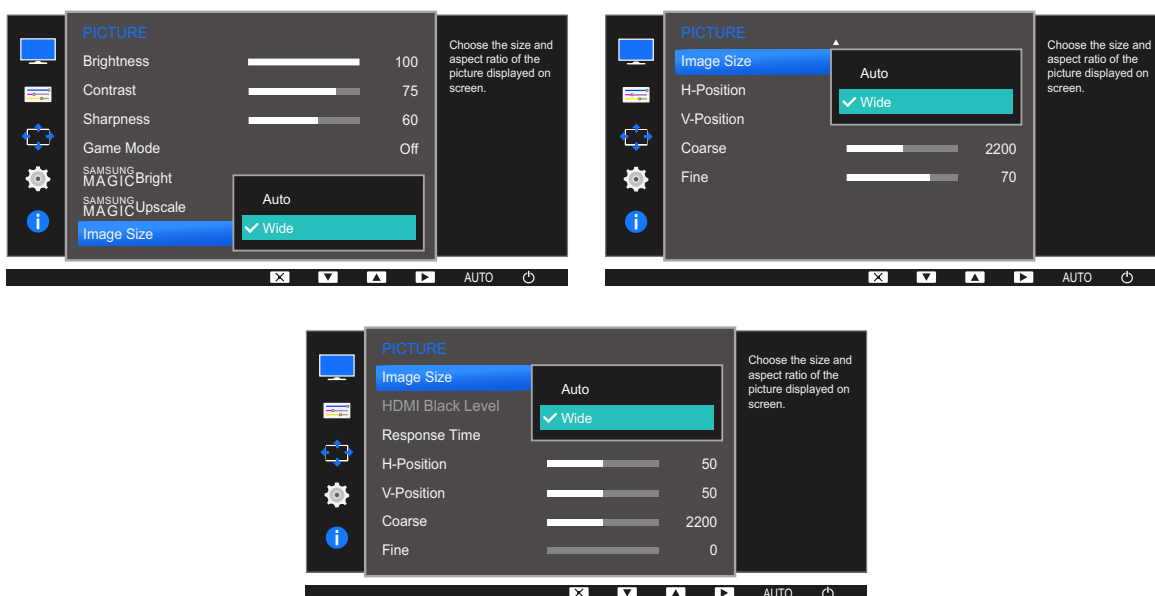 PICTURE
Brightness 100
Contrast 75
Sharpness 60
Game Mode Off
SAMSUNG
MAGICBright
SAMSUNG
MAGICUpscale
Image Size
Auto
Wide
Choose the size and
aspect ratio of the
picture displayed on
screen.
AUTO
PICTURE
Image Size
H-Position
V-Position
Coarse 2200
Fine 70
Auto
Wide
Choose the size and
aspect ratio of the
picture displayed on
screen.
AUTO
PICTURE
Image Size
HDMI Black Level
Response Time
H-Position 50
V-Position 50
Coarse 2200
Fine 0
Auto
Wide
Choose the size and
aspect ratio of the
picture displayed on
screen.
AUTO